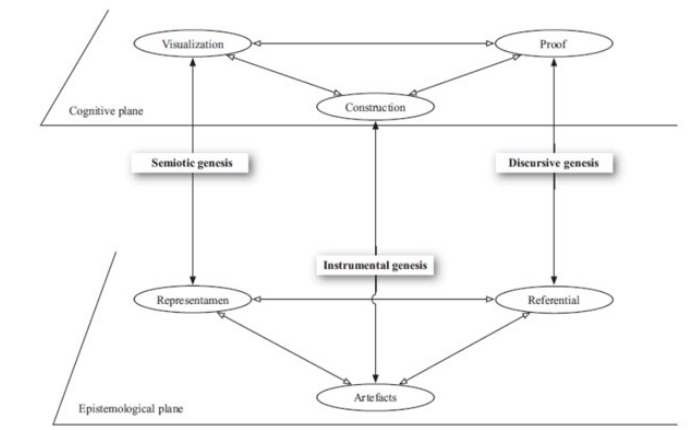 Visualization
Proof
Construction
Cognitive plane
Semiotic genesis
Discursive genesis
Instrumental genesis
Representamen
Referential
Artefacts
Epistemological plane